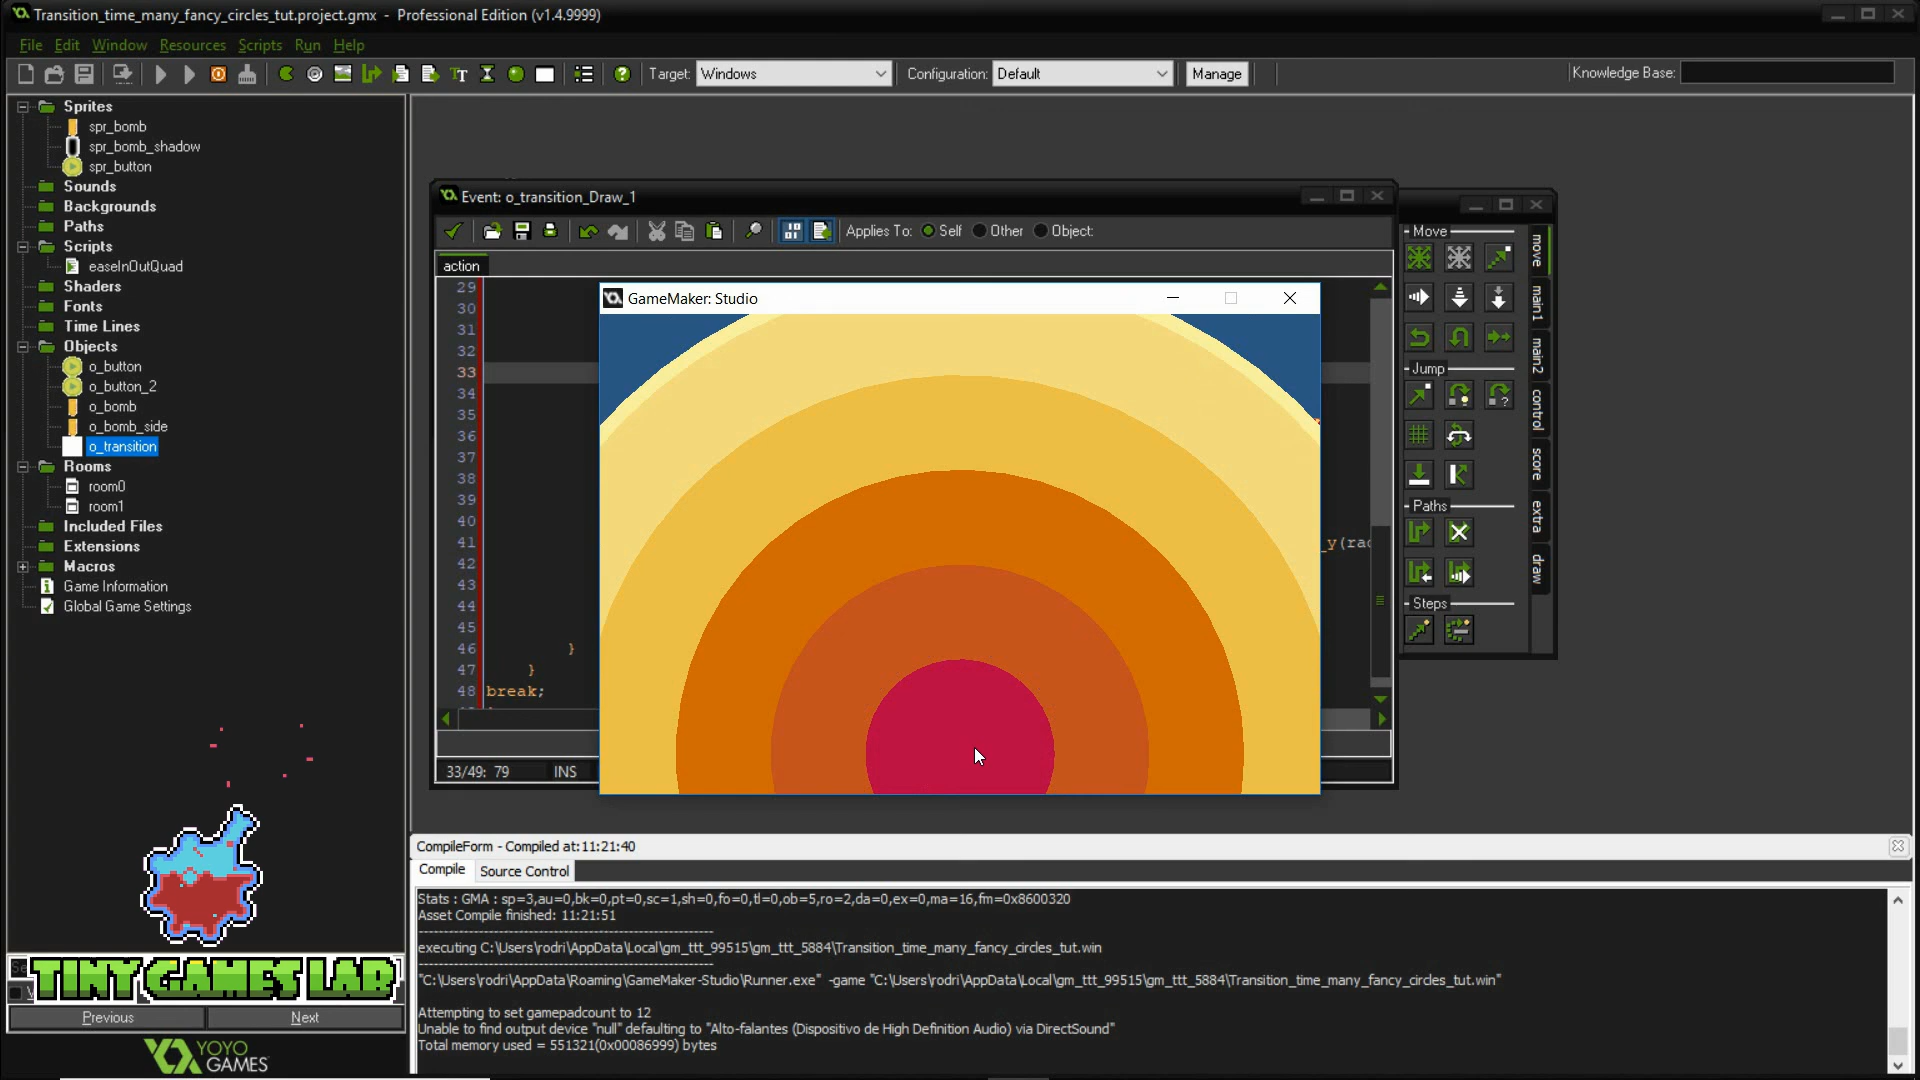 Transition_time_many_fancy_circles_tut.project.gmx - Professional Edition (v1.4.9999)
File Edit Window Resources Scripts Run Help
Target: Windows Configuration: Default Manage Knowledge Base:
Sprites
spr_bomb
spr_bomb_shadow
spr_button
Sounds
Backgrounds
Paths
Scripts
easeInOutQuad
Shaders
Fonts
Time Lines
Objects
o_button
o_button_2
o_bomb
o_bomb_side
o_transition
Rooms
room0
room1
Included Files
Extensions
Macros
Game Information
Global Game Settings
TINY GAMES LAB
Previous Next
YOYO
GAMES
Event: o_transition_Draw_1
Applies To: Self Other Object:
action
29
30
31
32
33
34
35
36
37
38
39
40
41 _y(rad
42
43
44
45
46 }
47 }
48 break;
33/49: 79 INS
GameMaker: Studio
Move
Jump
Paths
Steps
move
main1
main2
control
score
extra
draw
CompileForm - Compiled at:11:21:40
Compile Source Control
Stats : GMA : sp=3,au=0,bk=0,pt=0,sc=1,sh=0,fo=0,tl=0,ob=5,ro=2,da=0,ex=0,ma=16,fm=0x8600320
Asset Compile finished: 11:21:51
executing C:\Users\rodri\AppData\Local\gm_ttt_99515\gm_ttt_5884\Transition_time_many_fancy_circles_tut.win
"C:\Users\rodri\AppData\Roaming\GameMaker-Studio\Runner.exe" -game "C:\Users\rodri\AppData\Local\gm_ttt_99515\gm_ttt_5884\Transition_time_many_fancy_circles_tut.win"
Attempting to set gamepadcount to 12
Unable to find output device "null" defaulting to "Alto-falantes (Dispositivo de High Definition Audio) via DirectSound"
Total memory used = 551321(0x00086999) bytes